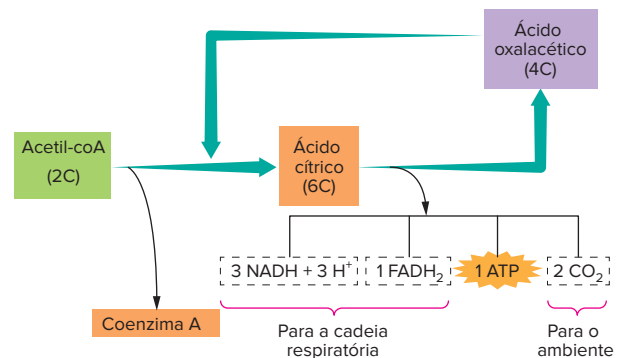 Ácido
oxalacético
(4C)
Acetil-coA
(2C)
Ácido
cítrico
(6C)
3 NADH + 3 H⁺
1 FADH₂
1 ATP
2 CO₂
Coenzima A
Para a cadeia
respiratória
Para o
ambiente